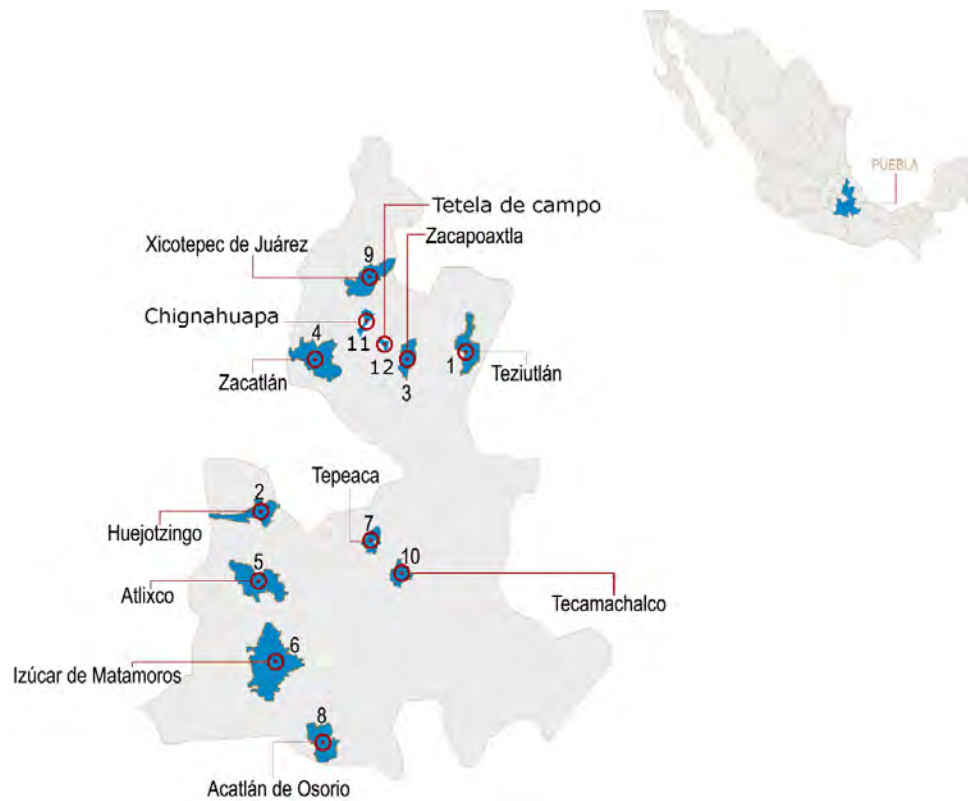 PUEBLA
Tetela de campo
Zacapoaxtla
Xicotepec de Juárez
9
Chignahuapa
4
11
12
1
3
Zacatlán
Teziutlán
Tepeaca
2
7
Huejotzingo
10
5
Atlixco
Tecamachalco
6
Izúcar de Matamoros
8
Acatlán de Osorio